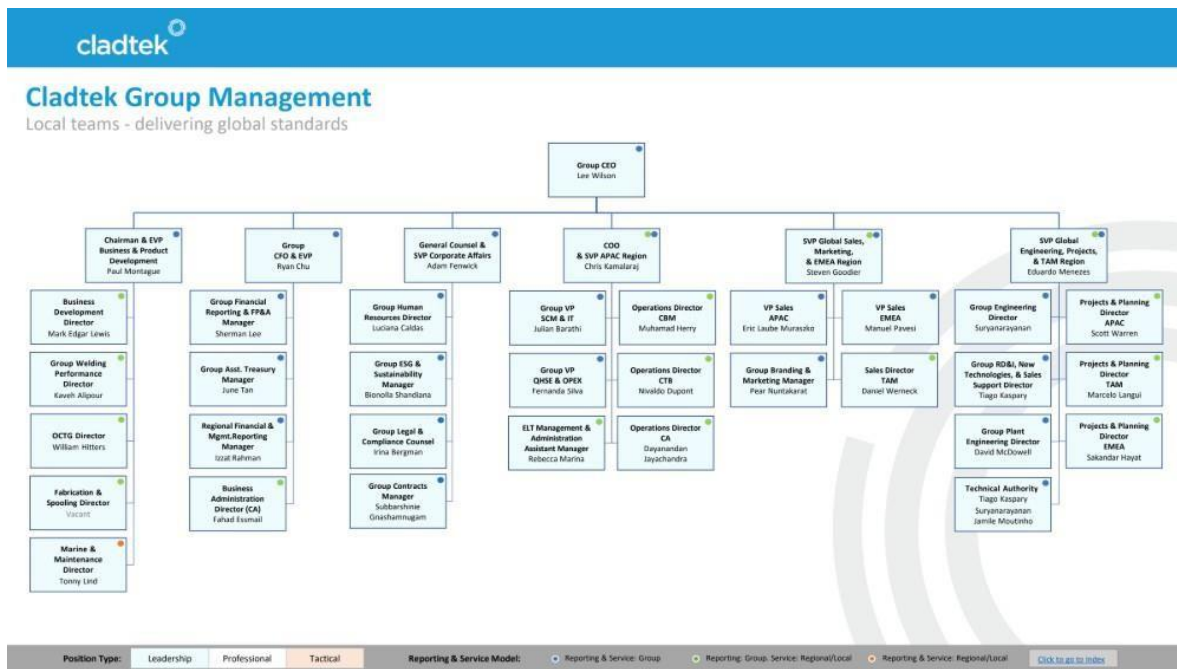 cladtek
Cladtek Group Management
Local teams - delivering global standards
Group CEO
Lee Wilson
Chairman & EVP
Business & Product
Development
Paul Montague
Group
CFO & EVP
Ryan Chu
General Counsel &
SVP Corporate Affairs
Adam Fenwick
COO
& SVP APAC Region
Chris Kamalaraj
SVP Global Sales,
Marketing,
& EMEA Region
Steven Goodier
SVP Global
Engineering, Projects,
& TAM Region
Eduardo Menezes
Business
Development
Director
Mark Edgar Lewis
Group Welding
Performance
Director
Kaveh Alipour
OCTG Director
William Hitters
Fabrication &
Spooling Director
Vacant
Marine &
Maintenance
Director
Tonny Lind
Group Financial
Reporting & FP&A
Manager
Sherman Lee
Group Asst. Treasury
Manager
June Tan
Regional Financial &
Mgmt.Reporting
Manager
Izzat Rahman
Business
Administration
Director (CA)
Fahad Essmail
Group Human
Resources Director
Luciana Caldas
Group ESG &
Sustainability
Manager
Bionolla Shandiana
Group Legal &
Compliance Counsel
Irina Bergman
Group Contracts
Manager
Subbarshinie
Gnashamnugam
Group VP
SCM & IT
Julian Barathi
Operations Director
CBM
Muhamad Herry
Group VP
QHSE & OPEX
Fernanda Silva
Operations Director
CTB
Nivaldo Dupont
ELT Management &
Administration
Assistant Manager
Rebecca Marina
Operations Director
CA
Dayanandan
Jayachandra
VP Sales
APAC
Eric Laube Muraszko
VP Sales
EMEA
Manuel Pavesi
Group Branding &
Marketing Manager
Pear Nuntakarat
Sales Director
TAM
Daniel Werneck
Group Engineering
Director
Suryanarayanan
Projects & Planning
Director
APAC
Scott Warren
Group RD&I, New
Technologies, & Sales
Support Director
Tiago Kaspary
Projects & Planning
Director
TAM
Marcelo Langui
Group Plant
Engineering Director
David McDowell
Projects & Planning
Director
EMEA
Sakandar Hayat
Technical Authority
Tiago Kaspary
Suryanarayanan
Jamile Moutinho
Position Type: Leadership Professional Tactical Reporting & Service Model: Reporting & Service: Group Reporting: Group. Service: Regional/Local Reporting & Service: Regional/Local Click to go to Index